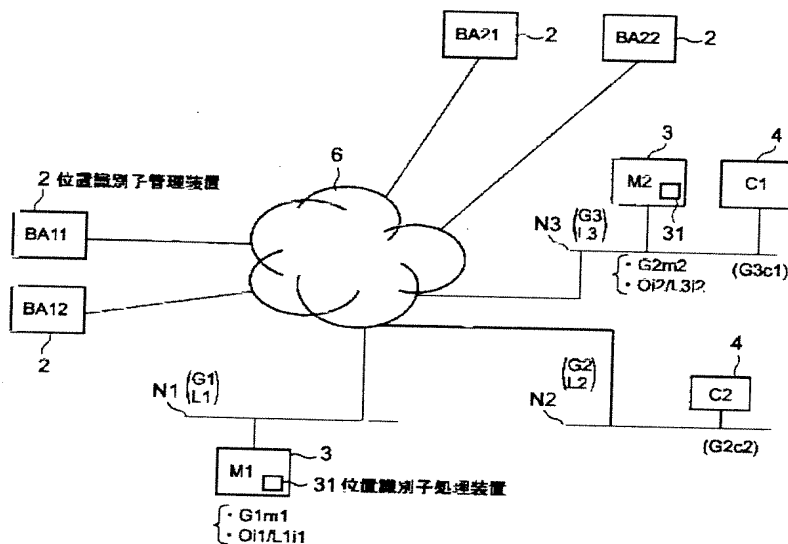 BA21
2
BA22
2
6
2 位置識別子管理装置
BA11
BA12
2
3
M2
31
4
C1
N3 (G3
L3)
・ G2m2
・ Oi2/L3i2
(G3c1)
(G2
L2)
N2
4
C2
(G2c2)
N1 (G1
L1)
3
M1
31 位置識別子処理装置
・ G1m1
・ Oi1/L1i1